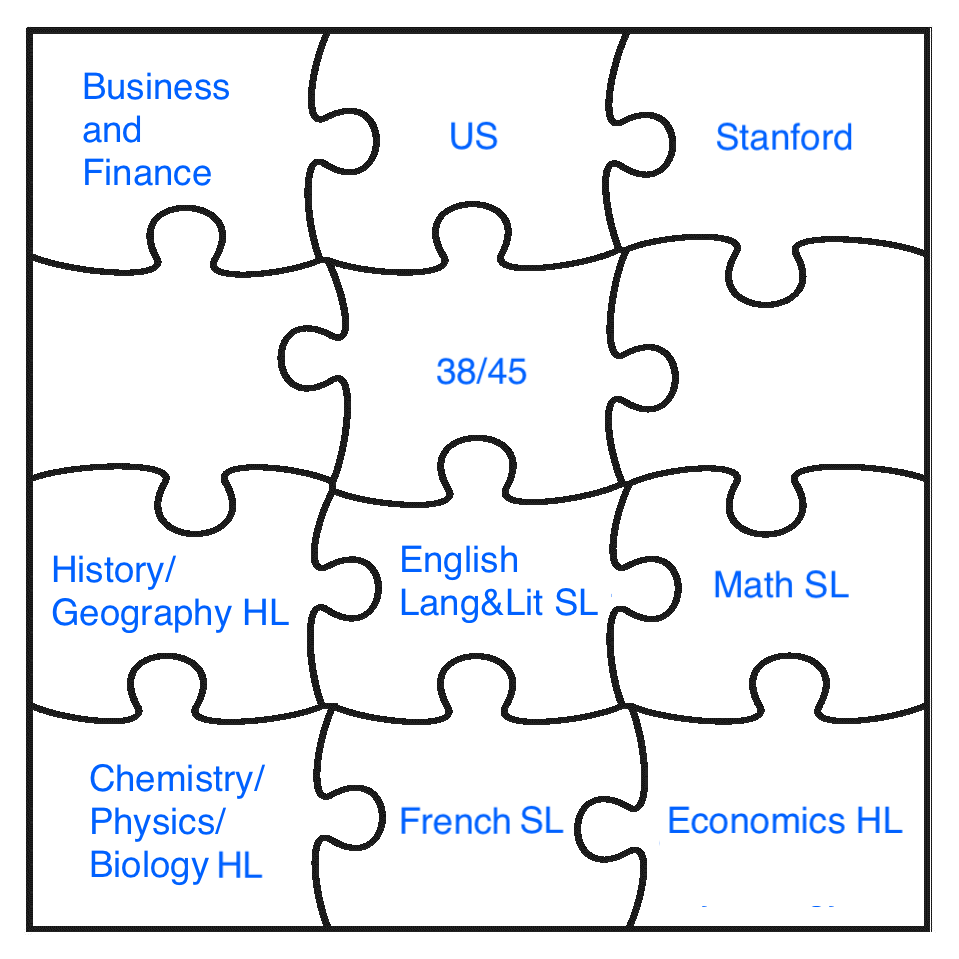 Business
and
Finance
US
Stanford
38/45
History/
Geography HL
English
Lang&Lit SL
Math SL
Chemistry/
Physics/
Biology HL
French SL
Economics HL